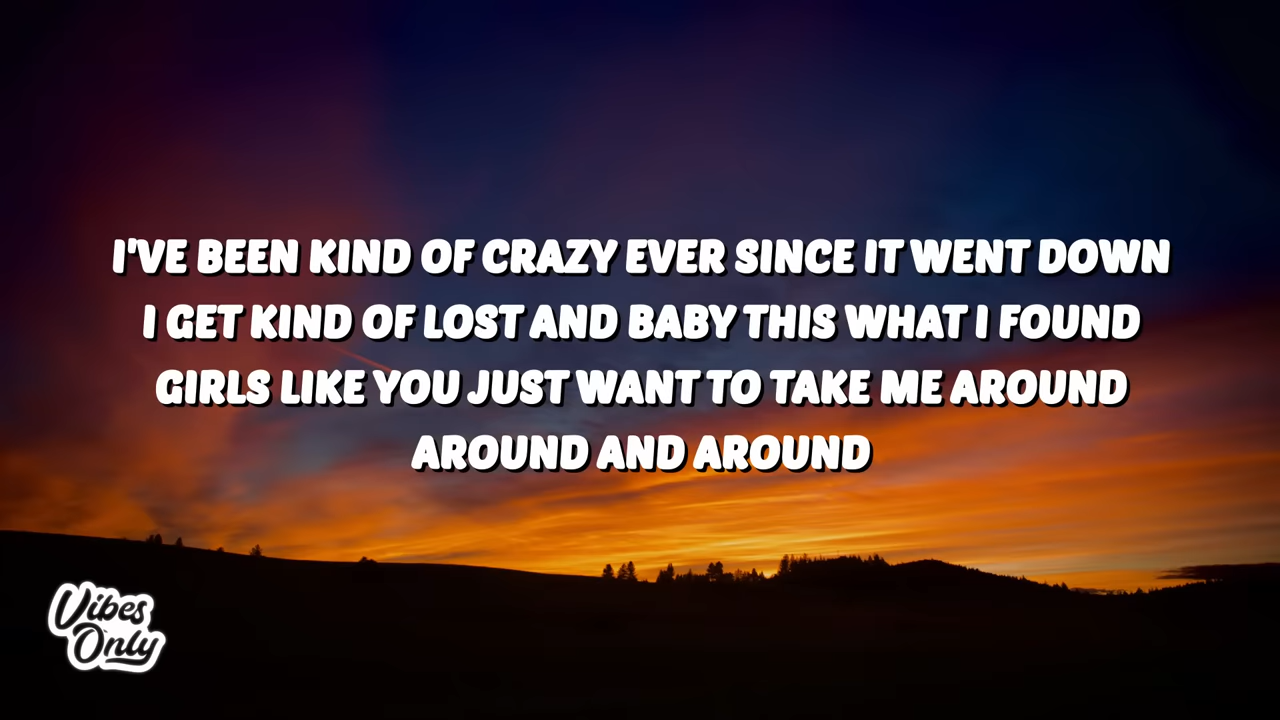 I'VE BEEN KIND OF CRAZY EVER SINCE IT WENT DOWN
I GET KIND OF LOST AND BABY THIS WHAT I FOUND
GIRLS LIKE YOU JUST WANT TO TAKE ME AROUND
AROUND AND AROUND
Vibes
Only